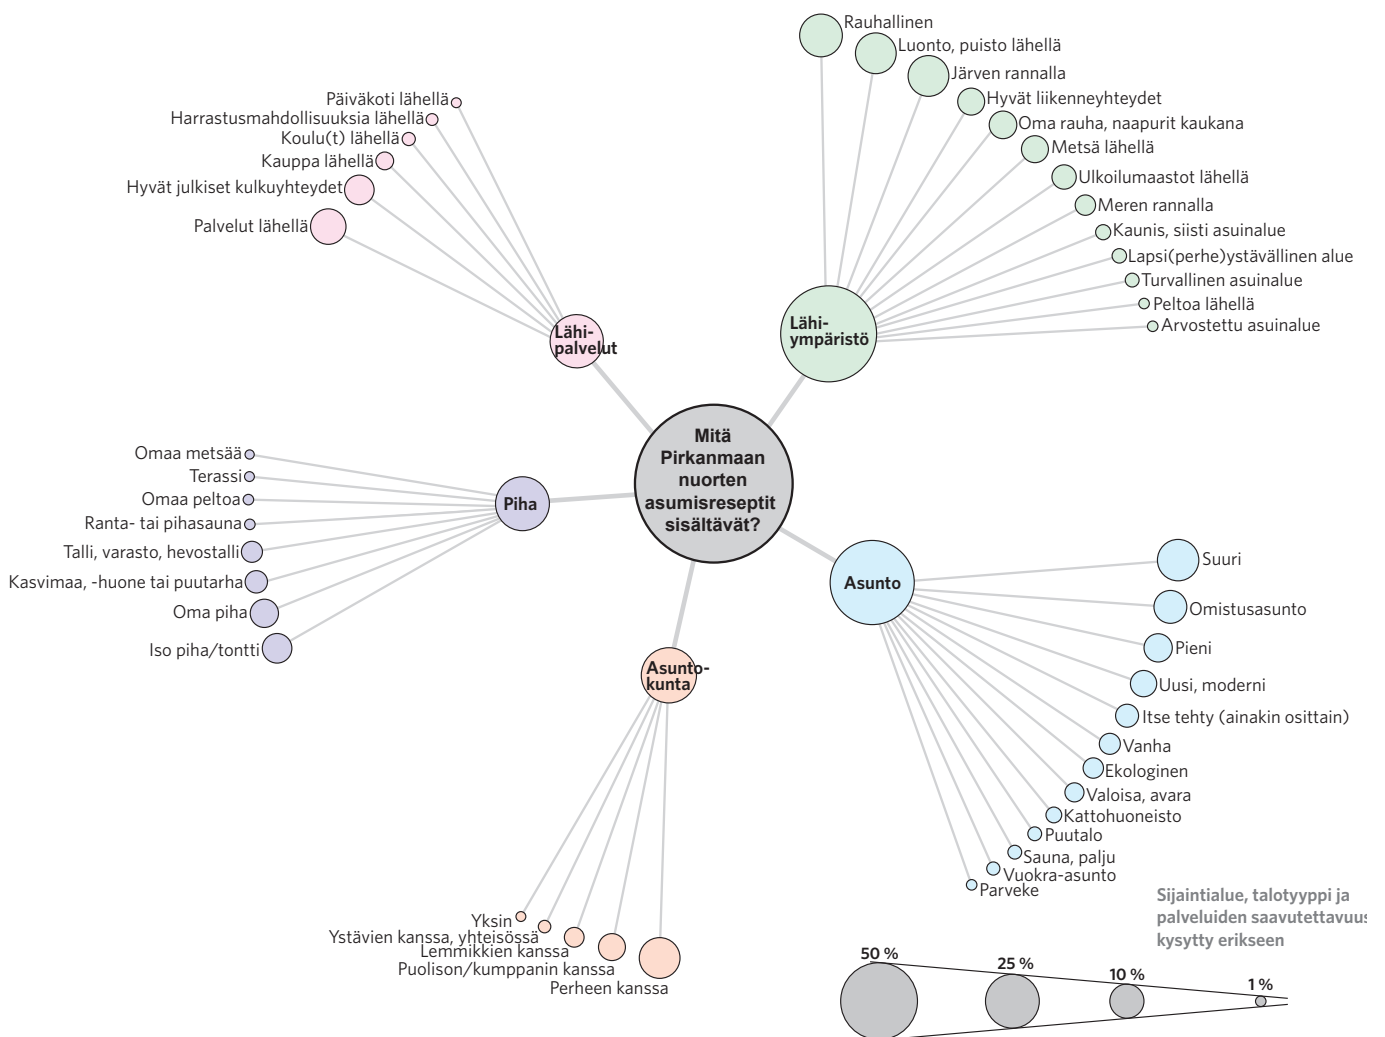 Rauhallinen
Luonto, puisto lähellä
Järven rannalla
Hyvät liikenneyhteydet
Oma rauha, naapurit kaukana
Metsä lähellä
Ulkoilumaastot lähellä
Meren rannalla
Kaunis, siisti asuinalue
Lapsi(perhe)ystävällinen alue
Turvallinen asuinalue
Peltoa lähellä
Arvostettu asuinalue
Lähi-
ympäristö
Päiväkoti lähellä
Harrastusmahdollisuuksia lähellä
Koulu(t) lähellä
Kauppa lähellä
Hyvät julkiset kulkuyhteydet
Palvelut lähellä
Lähi-
palvelut
Mitä
Pirkanmaan
nuorten
asumisreseptit
sisältävät?
Omaa metsää
Terassi
Omaa peltoa
Ranta- tai pihasauna
Talli, varasto, hevostalli
Kasvimaa, -huone tai puutarha
Oma piha
Iso piha/tontti
Piha
Asunto
Suuri
Omistusasunto
Pieni
Uusi, moderni
Itse tehty (ainakin osittain)
Vanha
Ekologinen
Valoisa, avara
Kattohuoneisto
Puutalo
Sauna, palju
Vuokra-asunto
Parveke
Asunto-
kunta
Yksin
Ystävien kanssa, yhteisössä
Lemmikkien kanssa
Puolison/kumppanin kanssa
Perheen kanssa
Sijaintialue, talotyyppi ja
palveluiden saavutettavuus
kysytty erikseen
50 %
25 %
10 %
1 %